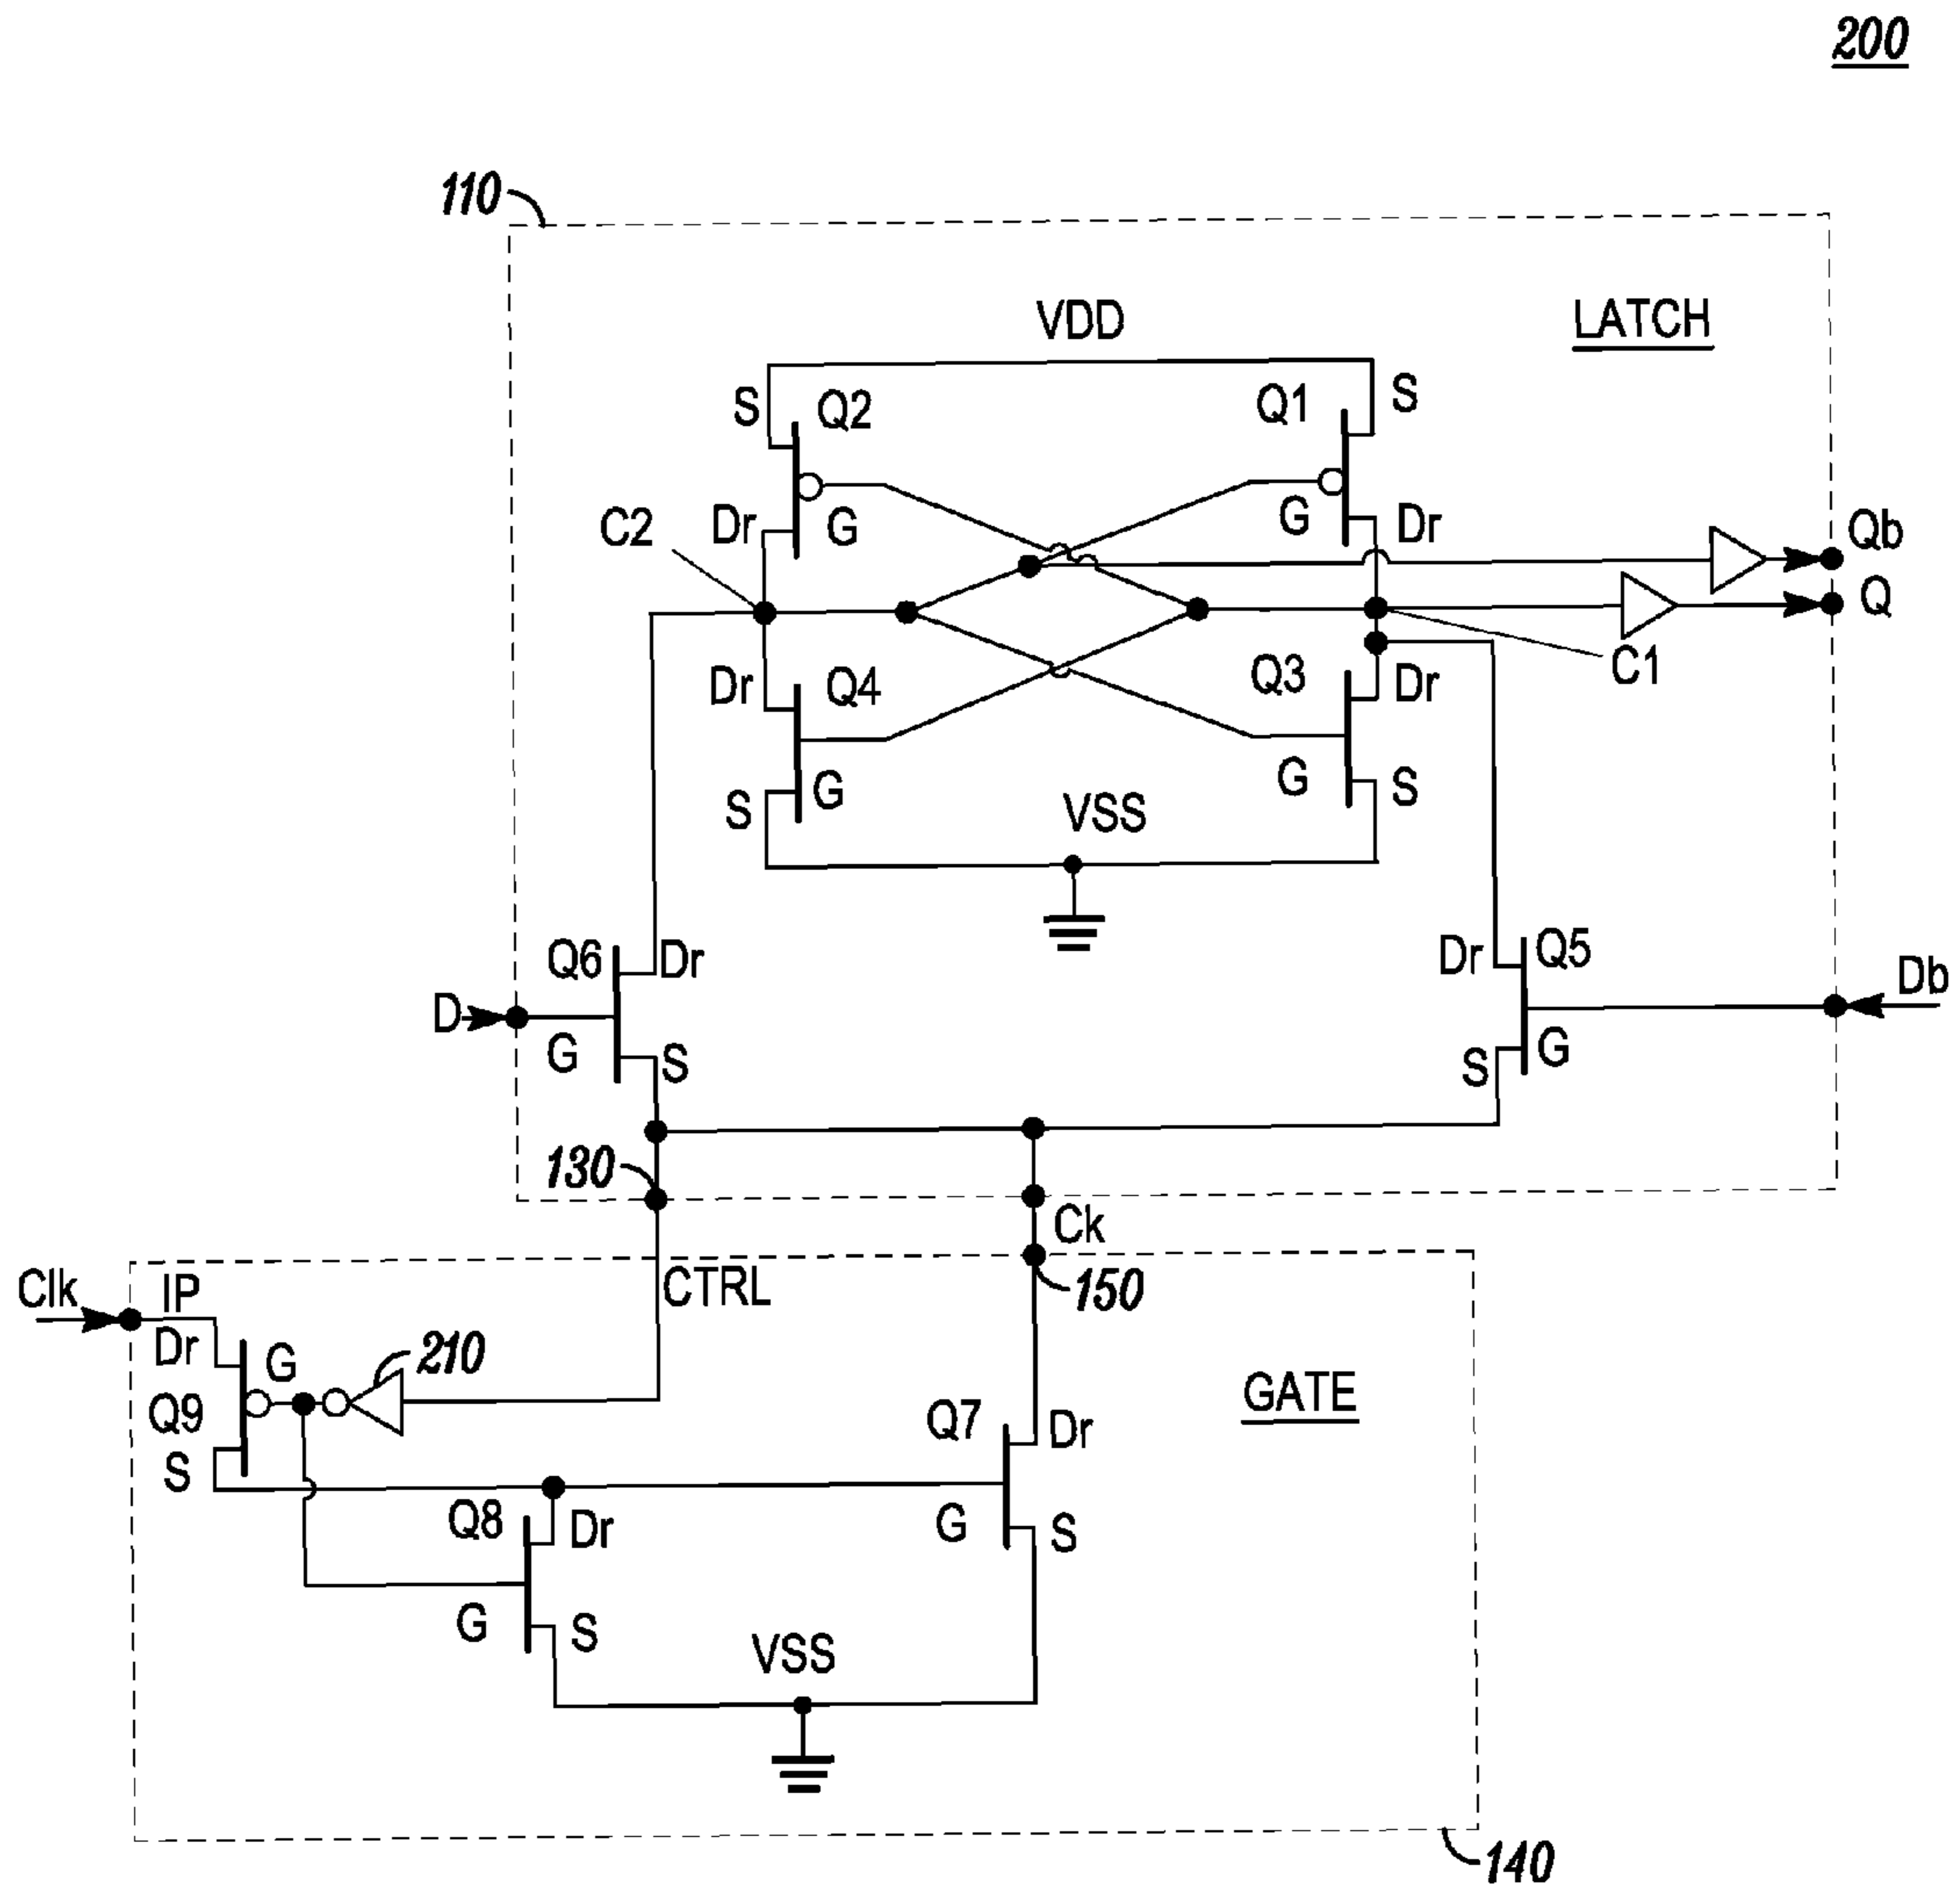 200
110
VDD
LATCH
S
Q2
Q1
S
C2
Dr
G
G
Dr
Qb
Q
Dr
Q4
Q3
Dr
C1
S
G
G
S
VSS
Q6
Dr
Dr
Q5
Db
D
G
S
S
G
130
Ck
Clk
IP
CTRL
150
Dr
G
210
GATE
Q9
Q7
Dr
S
Q8
Dr
G
S
G
S
VSS
140